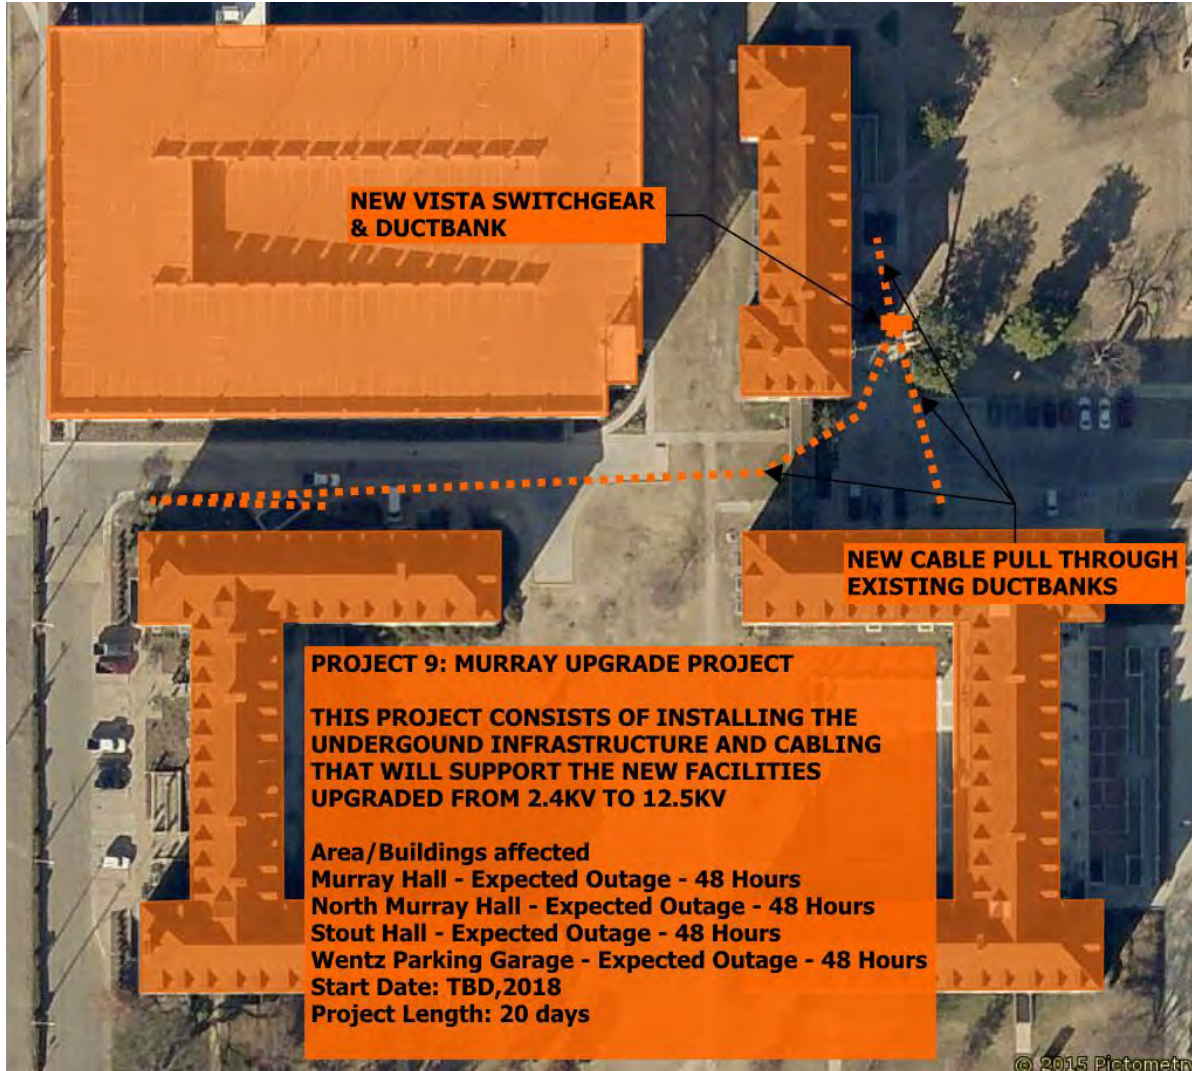 NEW VISTA SWITCHGEAR
& DUCTBANK
NEW CABLE PULL THROUGH
EXISTING DUCTBANKS
PROJECT 9: MURRAY UPGRADE PROJECT
THIS PROJECT CONSISTS OF INSTALLING THE
UNDERGOUND INFRASTRUCTURE AND CABLING
THAT WILL SUPPORT THE NEW FACILITIES
UPGRADED FROM 2.4KV TO 12.5KV
Area/Buildings affected
Murray Hall - Expected Outage - 48 Hours
North Murray Hall - Expected Outage - 48 Hours
Stout Hall - Expected Outage - 48 Hours
Wentz Parking Garage - Expected Outage - 48 Hours
Start Date: TBD,2018
Project Length: 20 days
© 2015 Pictometry